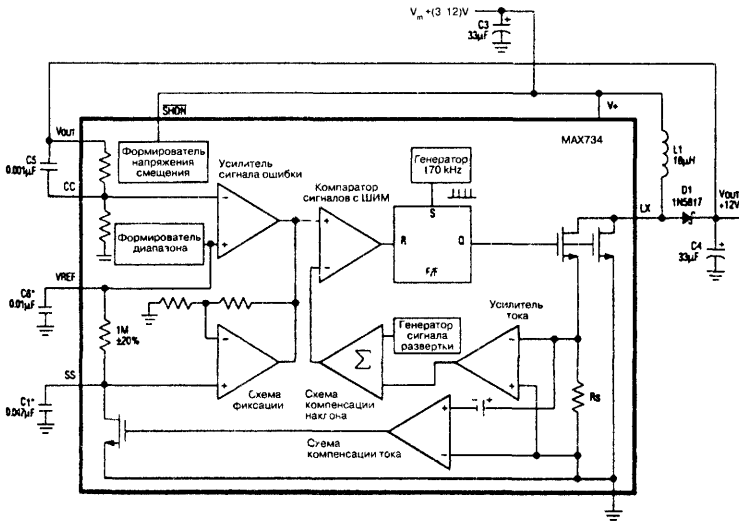 Vm +(3 12)V
C3
33µF
SHDN
V+
MAX734
VOUT
C5
0.001µF
CC
Формирователь
напряжения
смещения
Усилитель
сигнала ошибки
Генератор
170 kHz
Компаратор
сигналов с ШИМ
L1
18µH
D1
1N5817
VOUT
+12V
LX
S
R
Q
F/F
C4
33µF
Формирователь
диапазона
VREF
C6*
0.01µF
1M
±20%
SS
C1*
0.047µF
Схема
фиксации
Генератор
сигнала
развертки
Σ
Усилитель
тока
Схема
компенсации
наклона
Rs
Схема
компенсации тока